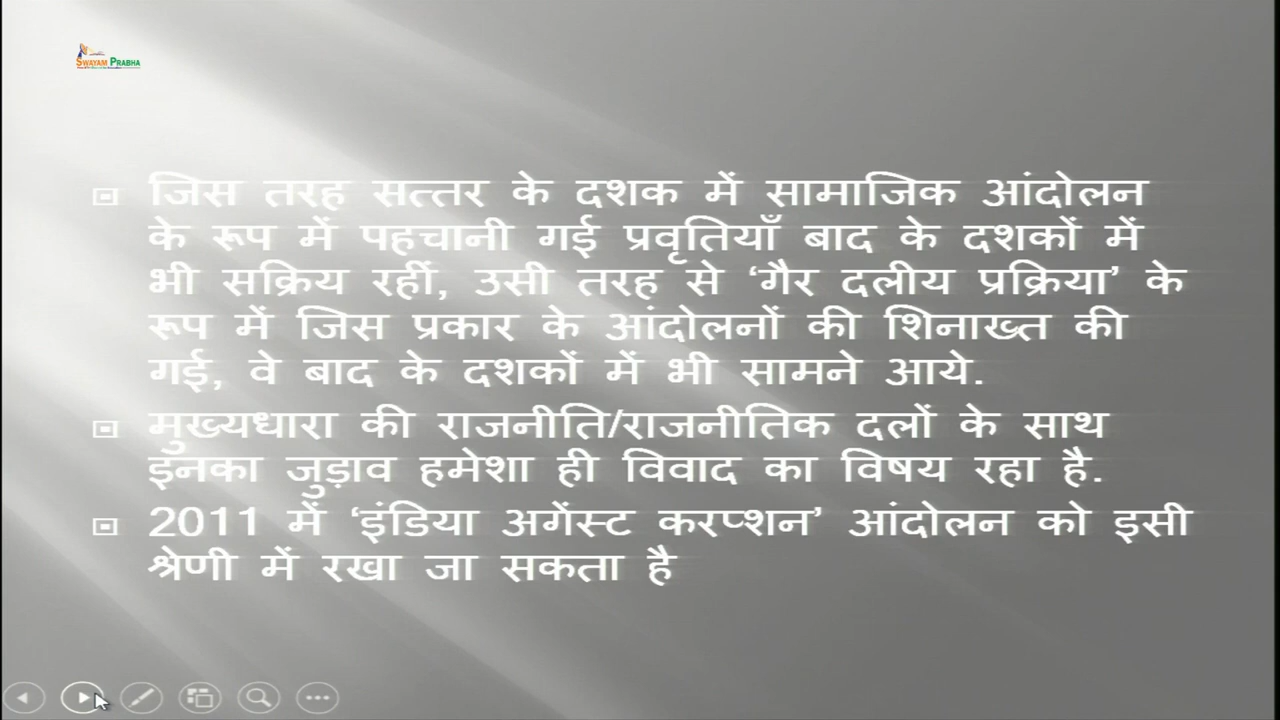 SWAYAM PRABHA
जिस तरह सत्तर के दशक में सामाजिक आंदोलन
के रूप में पहचानी गई प्रवृतियाँ बाद के दशकों में
भी सक्रिय रहीं, उसी तरह से ‘गैर दलीय प्रक्रिया’ के
रूप में जिस प्रकार के आंदोलनों की शिनाख्त की
गई, वे बाद के दशकों में भी सामने आये.
मुख्यधारा की राजनीति/राजनीतिक दलों के साथ
इनका जुड़ाव हमेशा ही विवाद का विषय रहा है.
2011 में ‘इंडिया अगेंस्ट करप्शन’ आंदोलन को इसी
श्रेणी में रखा जा सकता है